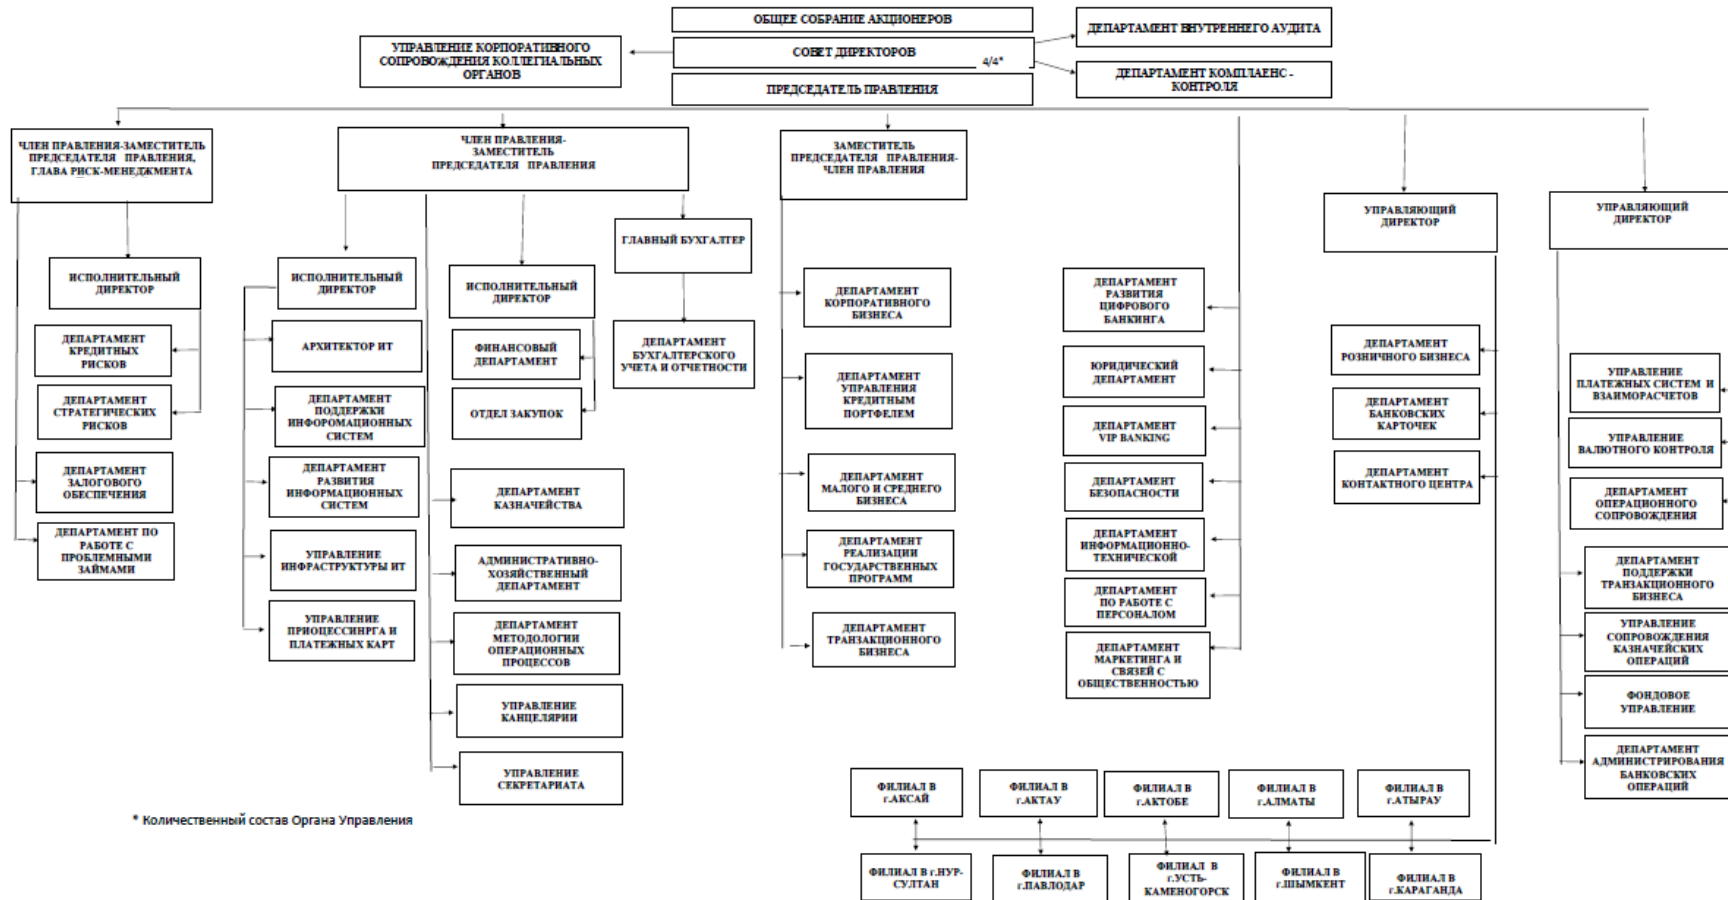 ОБЩЕЕ СОБРАНИЕ АКЦИОНЕРОВ
СОВЕТ ДИРЕКТОРОВ
4/4*
ПРЕДСЕДАТЕЛЬ ПРАВЛЕНИЯ
УПРАВЛЕНИЕ КОРПОРАТИВНОГО
СОПРОВОЖДЕНИЯ КОЛЛЕГИАЛЬНЫХ
ОРГАНОВ
ДЕПАРТАМЕНТ ВНУТРЕННЕГО АУДИТА
ДЕПАРТАМЕНТ КОМПЛАЕНС -
КОНТРОЛЯ
ЧЛЕН ПРАВЛЕНИЯ-ЗАМЕСТИТЕЛЬ
ПРЕДСЕДАТЕЛЯ ПРАВЛЕНИЯ,
ГЛАВА РИСК-МЕНЕДЖМЕНТА
ИСПОЛНИТЕЛЬНЫЙ
ДИРЕКТОР
ДЕПАРТАМЕНТ
КРЕДИТНЫХ
РИСКОВ
ДЕПАРТАМЕНТ
СТРАТЕГИЧЕСКИХ
РИСКОВ
ДЕПАРТАМЕНТ
ЗАЛОГОВОГО
ОБЕСПЕЧЕНИЯ
ДЕПАРТАМЕНТ ПО
РАБОТЕ С
ПРОБЛЕМНЫМИ
ЗАЙМАМИ
ЧЛЕН ПРАВЛЕНИЯ-
ЗАМЕСТИТЕЛЬ
ПРЕДСЕДАТЕЛЯ ПРАВЛЕНИЯ
ИСПОЛНИТЕЛЬНЫЙ
ДИРЕКТОР
АРХИТЕКТОР ИТ
ДЕПАРТАМЕНТ
ПОДДЕРЖКИ
ИНФОРОМАЦИОННЫХ
СИСТЕМ
ДЕПАРТАМЕНТ
РАЗВИТИЯ
ИНФОРМАЦИОННЫХ
СИСТЕМ
УПРАВЛЕНИЕ
ИНФРАСТРУКТУРЫ ИТ
УПРАВЛЕНИЕ
ПРИОЦЕССИНРГА И
ПЛАТЕЖНЫХ КАРТ
ИСПОЛНИТЕЛЬНЫЙ
ДИРЕКТОР
ФИНАНСОВЫЙ
ДЕПАРТАМЕНТ
ОТДЕЛ ЗАКУПОК
ДЕПАРТАМЕНТ
КАЗНАЧЕЙСТВА
АДМИНИСТРАТИВНО-
ХОЗЯЙСТВЕННЫЙ
ДЕПАРТАМЕНТ
ДЕПАРТАМЕНТ
МЕТОДОЛОГИИ
ОПЕРАЦИОННЫХ
ПРОЦЕССОВ
УПРАВЛЕНИЕ
КАНЦЕЛЯРИИ
УПРАВЛЕНИЕ
СЕКРЕТАРИАТА
ГЛАВНЫЙ БУХГАЛТЕР
ДЕПАРТАМЕНТ
БУХГАЛТЕРСКОГО
УЧЕТА И ОТЧЕТНОСТИ
ЗАМЕСТИТЕЛЬ
ПРЕДСЕДАТЕЛЯ ПРАВЛЕНИЯ-
ЧЛЕН ПРАВЛЕНИЯ
ДЕПАРТАМЕНТ
КОРПОРАТИВНОГО
БИЗНЕСА
ДЕПАРТАМЕНТ
УПРАВЛЕНИЯ
КРЕДИТНЫМ
ПОРТФЕЛЕМ
ДЕПАРТАМЕНТ
МАЛОГО И СРЕДНЕГО
БИЗНЕСА
ДЕПАРТАМЕНТ
РЕАЛИЗАЦИИ
ГОСУДАРСТВЕННЫХ
ПРОГРАММ
ДЕПАРТАМЕНТ
ТРАНЗАКЦИОННОГО
БИЗНЕСА
ДЕПАРТАМЕНТ
РАЗВИТИЯ
ЦИФРОВОГО
БАНКИНГА
ЮРИДИЧЕСКИЙ
ДЕПАРТАМЕНТ
ДЕПАРТАМЕНТ
VIP BANKING
ДЕПАРТАМЕНТ
БЕЗОПАСНОСТИ
ДЕПАРТАМЕНТ
ИНФОРМАЦИОННО-
ТЕХНИЧЕСКОЙ
ДЕПАРТАМЕНТ
ПО РАБОТЕ С
ПЕРСОНАЛОМ
ДЕПАРТАМЕНТ
МАРКЕТИНГА И
СВЯЗЕЙ С
ОБЩЕСТВЕННОСТЬЮ
УПРАВЛЯЮЩИЙ
ДИРЕКТОР
ДЕПАРТАМЕНТ
РОЗНИЧНОГО БИЗНЕСА
ДЕПАРТАМЕНТ
БАНКОВСКИХ
КАРТОЧЕК
ДЕПАРТАМЕНТ
КОНТАКТНОГО ЦЕНТРА
УПРАВЛЯЮЩИЙ
ДИРЕКТОР
УПРАВЛЕНИЕ
ПЛАТЕЖНЫХ СИСТЕМ И
ВЗАИМОРАСЧЕТОВ
УПРАВЛЕНИЕ
ВАЛЮТНОГО КОНТРОЛЯ
ДЕПАРТАМЕНТ
ОПЕРАЦИОННОГО
СОПРОВОЖДЕНИЯ
ДЕПАРТАМЕНТ
ПОДДЕРЖКИ
ТРАНЗАКЦИОННОГО
БИЗНЕСА
УПРАВЛЕНИЕ
СОПРОВОЖДЕНИЯ
КАЗНАЧЕЙСКИХ
ОПЕРАЦИЙ
ФОНДОВОЕ
УПРАВЛЕНИЕ
ДЕПАРТАМЕНТ
АДМИНИСТРИРОВАНИЯ
БАНКОВСКИХ
ОПЕРАЦИЙ
ФИЛИАЛ В
г.АКСАЙ
ФИЛИАЛ В
г.АКТАУ
ФИЛИАЛ В
г.АКТОБЕ
ФИЛИАЛ В
г.АЛМАТЫ
ФИЛИАЛ В
г.АТЫРАУ
ФИЛИАЛ В г.НУР-
СУЛТАН
ФИЛИАЛ В
г.ПАВЛОДАР
ФИЛИАЛ В
г.УСТЬ-
КАМЕНОГОРСК
ФИЛИАЛ В
г.ШЫМКЕНТ
ФИЛИАЛ В
г.КАРАГАНДА
* Количественный состав Органа Управления